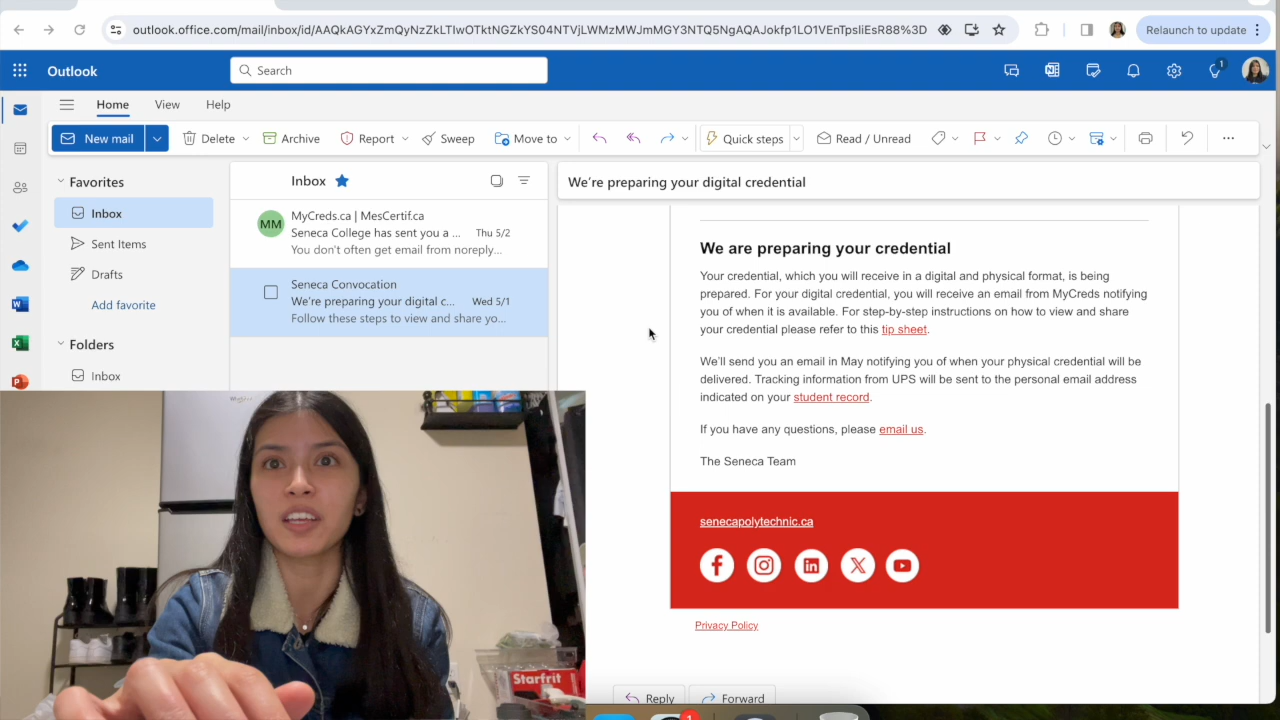 outlook.office.com/mail/inbox/id/AAQkAGYxZmQyNzZkLTIwOTktNGZkYS04NTVjLWMzMWJmMGY3NTQ5NgAQAJokfp1LO1VEnTpsIiEsR88%3D
Relaunch to update
Outlook
Search
1
Home View Help
New mail Delete Archive Report Sweep Move to Quick steps Read / Unread
Favorites
Inbox
Sent Items
Drafts
Add favorite
Folders
Inbox
Inbox
MM
MyCreds.ca | MesCertif.ca
Seneca College has sent you a ... Thu 5/2
You don't often get email from noreply...
Seneca Convocation
We're preparing your digital c... Wed 5/1
Follow these steps to view and share yo...
We're preparing your digital credential
We are preparing your credential
Your credential, which you will receive in a digital and physical format, is being
prepared. For your digital credential, you will receive an email from MyCreds notifying
you of when it is available. For step-by-step instructions on how to view and share
your credential please refer to this tip sheet.
We'll send you an email in May notifying you of when your physical credential will be
delivered. Tracking information from UPS will be sent to the personal email address
indicated on your student record.
If you have any questions, please email us.
The Seneca Team
senecapolytechnic.ca
Privacy Policy
Reply Forward
Starfrit
1